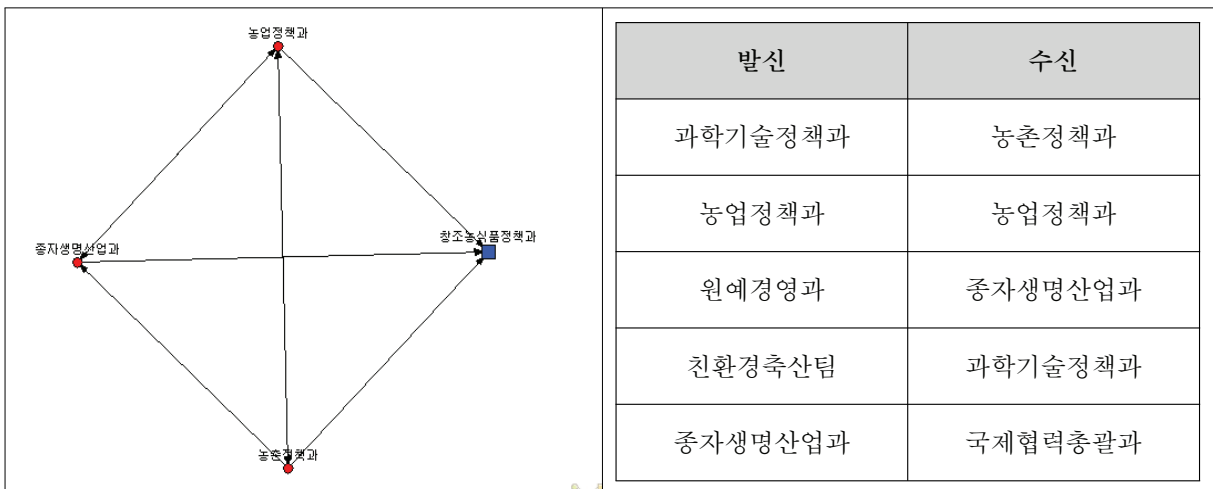 농업정책과
창조농식품정책과
종자생명산업과
농촌정책과
발신 수신
과학기술정책과 농촌정책과
농업정책과 농업정책과
원예경영과 종자생명산업과
친환경축산팀 과학기술정책과
종자생명산업과 국제협력총괄과